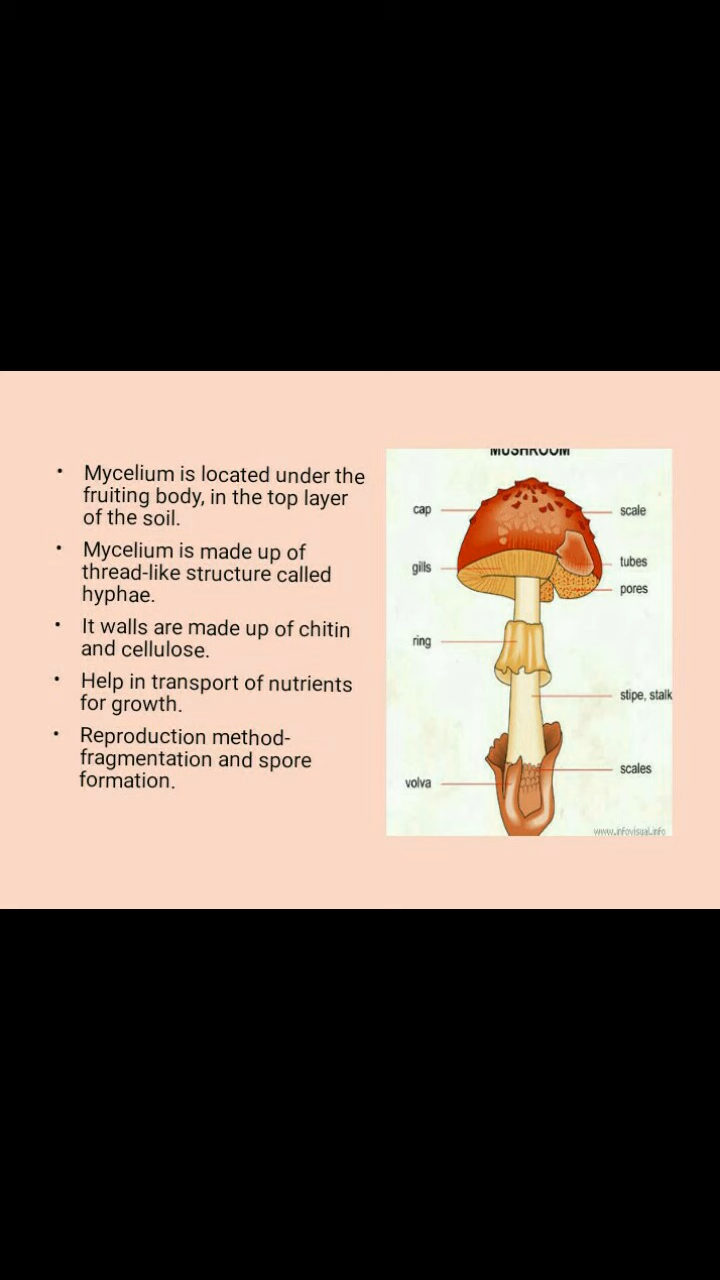 • Mycelium is located under the
fruiting body, in the top layer
of the soil.
• Mycelium is made up of
thread-like structure called
hyphae.
• It walls are made up of chitin
and cellulose.
• Help in transport of nutrients
for growth.
• Reproduction method-
fragmentation and spore
formation.
MUSHROOM
cap
scale
gills
tubes
pores
ring
stipe, stalk
scales
volva
www.infovisual.info